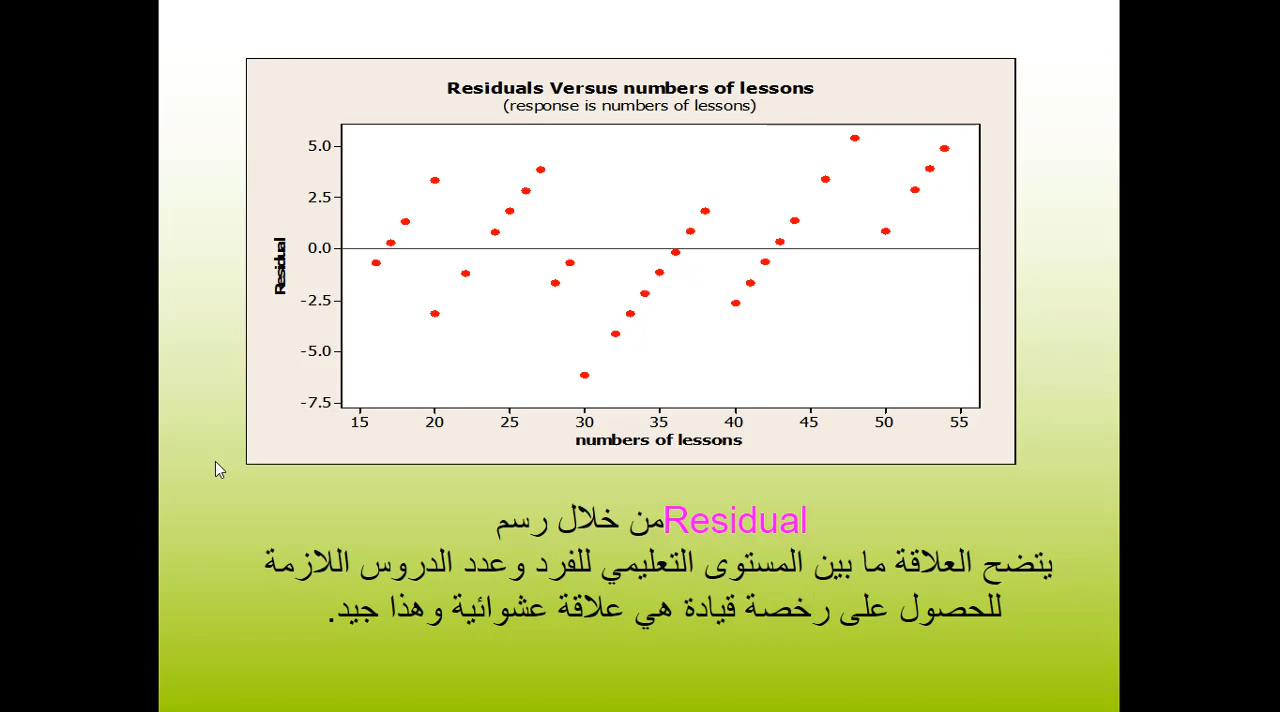 Residuals Versus numbers of lessons
(response is numbers of lessons)
Residual
5.0
2.5
0.0
-2.5
-5.0
-7.5
15 20 25 30 35 40 45 50 55
numbers of lessons
Residualمن خلال رسم
يتضح العلاقة ما بين المستوى التعليمي للفرد وعدد الدروس اللازمة
للحصول على رخصة قيادة هي علاقة عشوائية وهذا جيد.